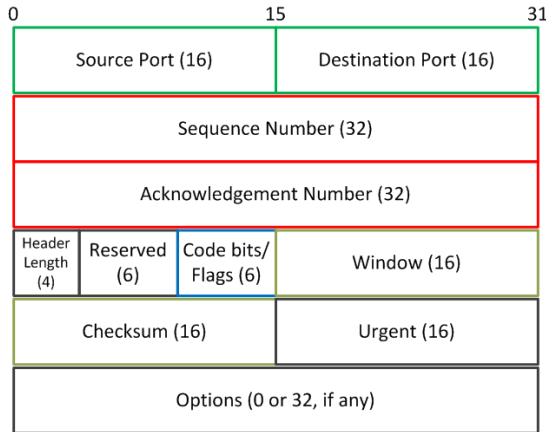 0 15 31
Source Port (16) Destination Port (16)
Sequence Number (32)
Acknowledgement Number (32)
Header
Length
(4)
Reserved
(6)
Code bits/
Flags (6)
Window (16)
Checksum (16) Urgent (16)
Options (0 or 32, if any)